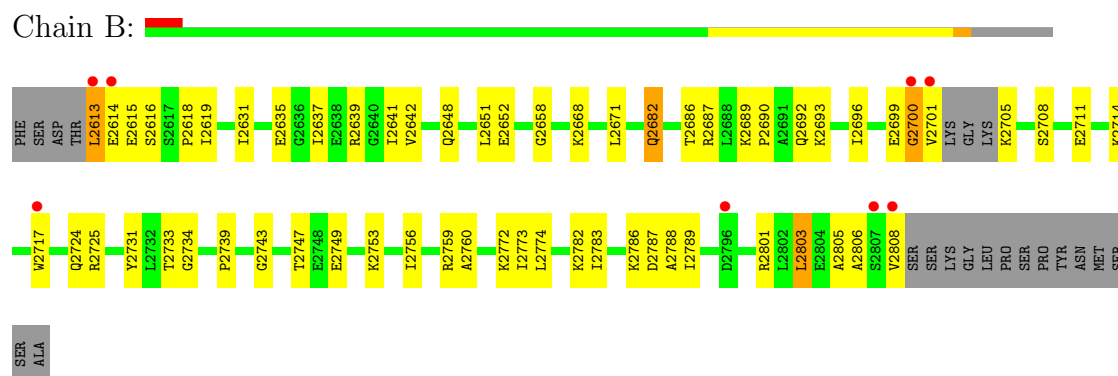 Chain B:
PHE SER ASP THR L2613 E2614 E2615 S2616 S2617 P2618 I2619 I2631 E2635 G2636 I2637 E2638 R2639 G2640 I2641 V2642 Q2648 L2651 E2652 G2658 K2668 L2671 Q2682 T2686 R2687 L2688 K2689 P2690 A2691 Q2692 K2693 I2696 E2699 G2700 V2701 LYS GLY LYS K2705 S2708 E2711 K2714
W2717 Q2724 R2725 Y2731 L2732 T2733 G2734 P2739 G2743 T2747 E2748 E2749 K2753 I2756 R2759 A2760 K2772 I2773 L2774 K2782 I2783 K2786 D2787 A2788 I2789 D2796 R2801 L2802 L2803 E2804 A2805 A2806 S2807 V2808 SER SER LYS GLY LEU PRO SER PRO TYR ASN MET SER
SER ALA